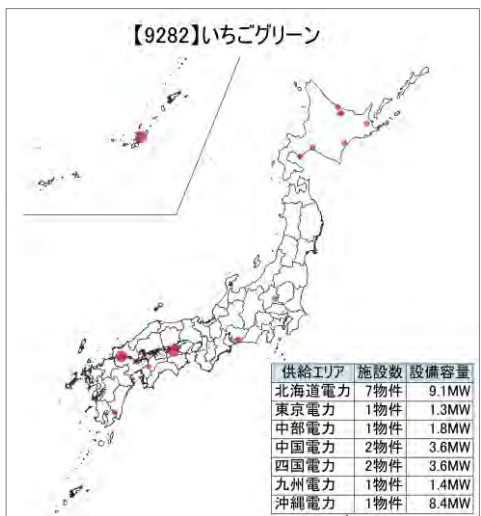 【9282】いちごグリーン
供給エリア 施設数 設備容量
北海道電力 7物件 9.1MW
東京電力 1物件 1.3MW
中部電力 1物件 1.8MW
中国電力 2物件 3.6MW
四国電力 2物件 3.6MW
九州電力 1物件 1.4MW
沖縄電力 1物件 8.4MW